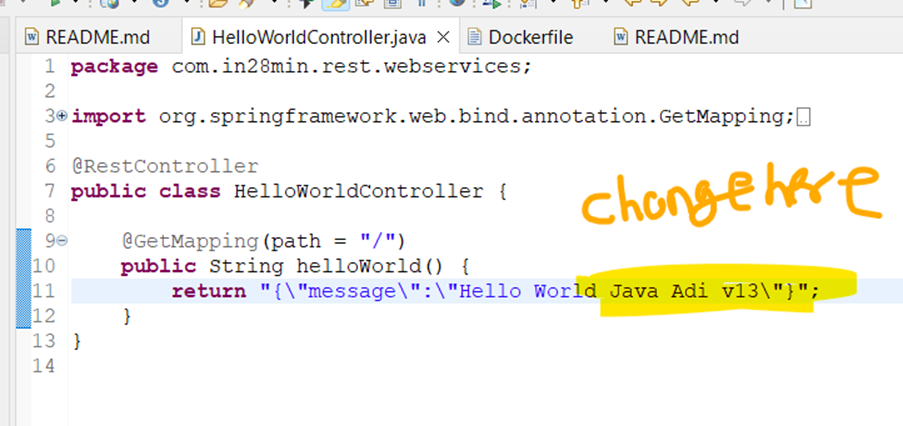 README.md HelloWorldController.java Dockerfile README.md
1 package com.in28min.rest.webservices;
2
3 import org.springframework.web.bind.annotation.GetMapping;
5
6 @RestController
7 public class HelloWorldController {
change here
8
9 @GetMapping(path = "/")
10 public String helloWorld() {
11 return "{\"message\":\"Hello World Java Adi v13\"}";
12 }
13 }
14